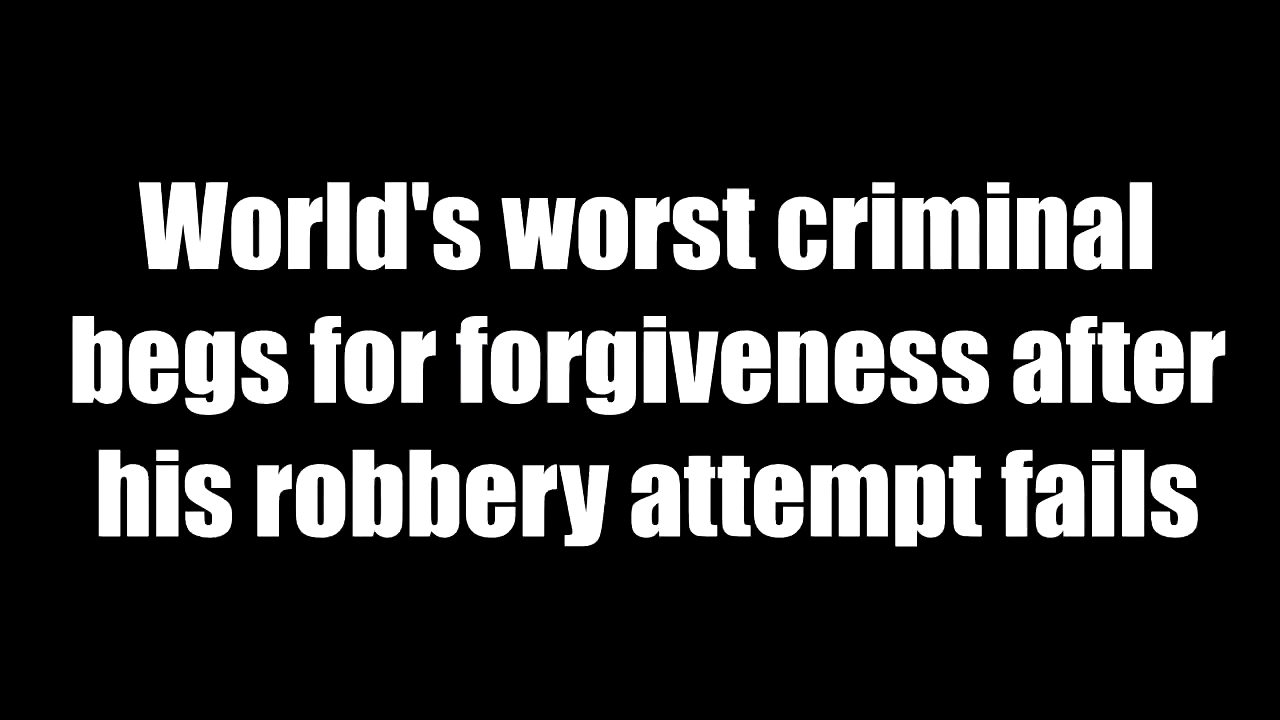 World's worst criminal
begs for forgiveness after
his robbery attempt fails